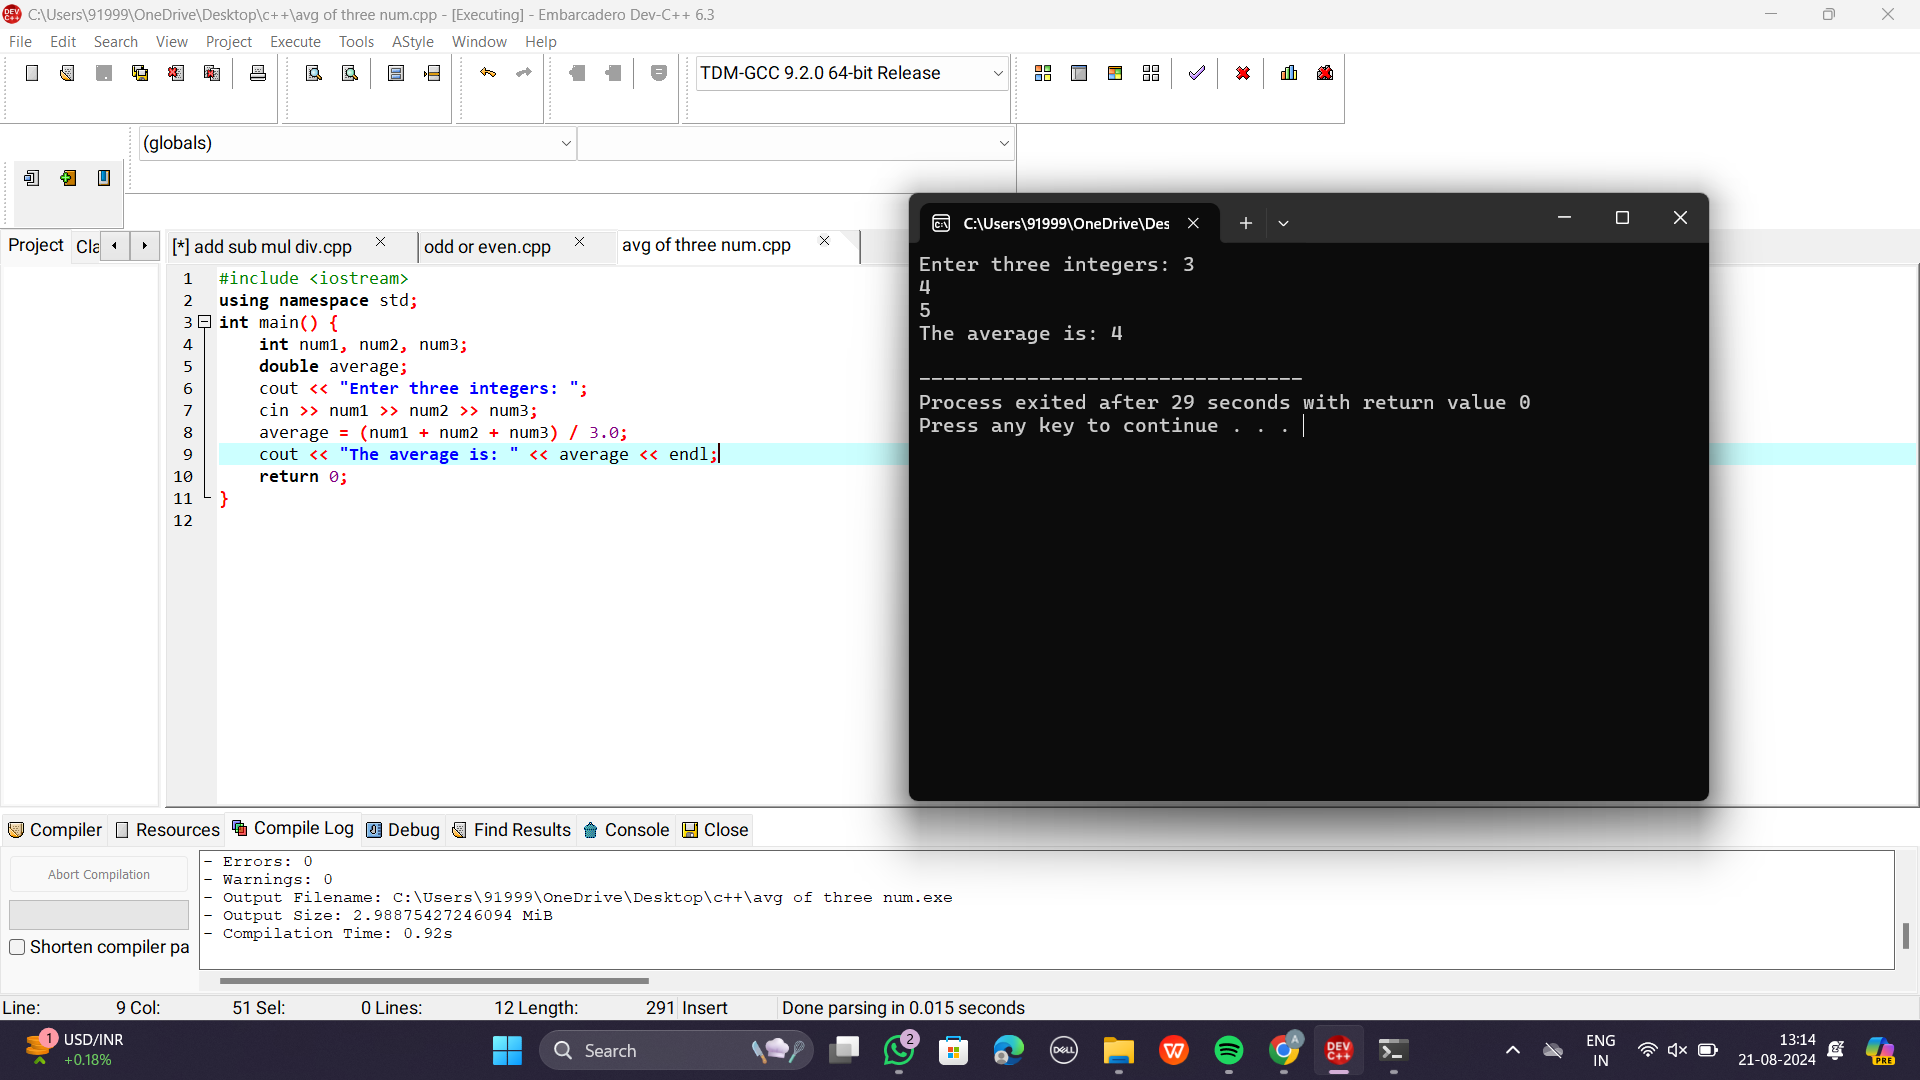 C:\Users\91999\OneDrive\Desktop\c++\avg of three num.cpp - [Executing] - Embarcadero Dev-C++ 6.3
File Edit Search View Project Execute Tools AStyle Window Help
TDM-GCC 9.2.0 64-bit Release
(globals)
Project Cla [*] add sub mul div.cpp odd or even.cpp avg of three num.cpp
1 #include <iostream>
2 using namespace std;
3 int main() {
4 int num1, num2, num3;
5 double average;
6 cout << "Enter three integers: ";
7 cin >> num1 >> num2 >> num3;
8 average = (num1 + num2 + num3) / 3.0;
9 cout << "The average is: " << average << endl;
10 return 0;
11 }
12
C:\Users\91999\OneDrive\Des
Enter three integers: 3
4
5
The average is: 4
--------------------------------
Process exited after 29 seconds with return value 0
Press any key to continue . . .
Compiler Resources Compile Log Debug Find Results Console Close
Abort Compilation
Shorten compiler pa
- Errors: 0
- Warnings: 0
- Output Filename: C:\Users\91999\OneDrive\Desktop\c++\avg of three num.exe
- Output Size: 2.98875427246094 MiB
- Compilation Time: 0.92s
Line: 9 Col: 51 Sel: 0 Lines: 12 Length: 291 Insert Done parsing in 0.015 seconds
1
USD/INR
+0.18%
Search
2
DELL
W
A
DEV
C++
ENG
IN
13:14
21-08-2024
PRE